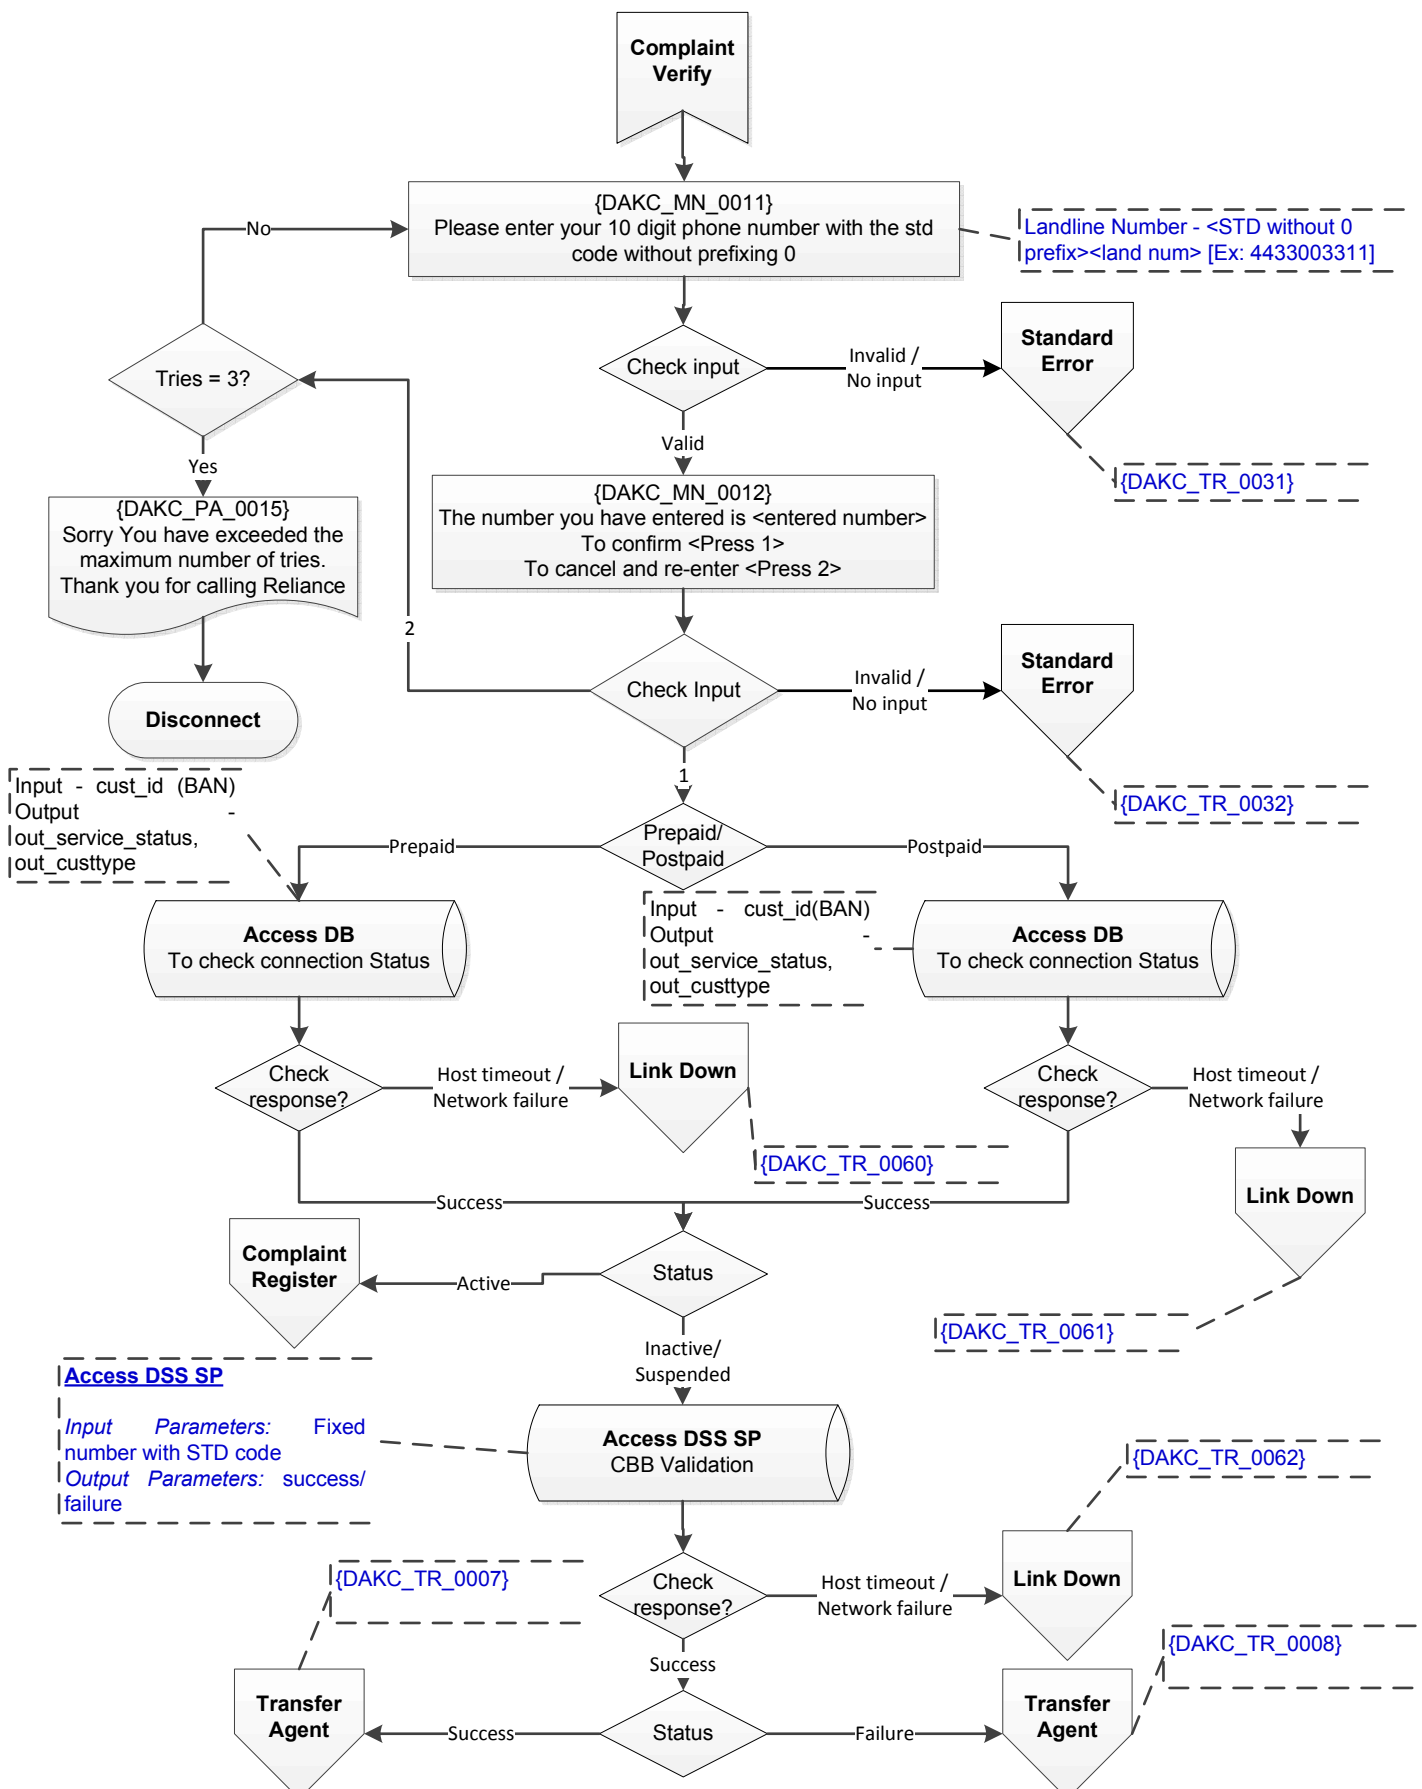 Complaint
Verify
{DAKC_MN_0011}
Please enter your 10 digit phone number with the std
code without prefixing 0
Landline Number - <STD without 0
prefix><land num> [Ex: 4433003311]
No
Tries = 3?
Check input
Invalid /
No input
Standard
Error
{DAKC_TR_0031}
Valid
Yes
{DAKC_PA_0015}
Sorry You have exceeded the
maximum number of tries.
Thank you for calling Reliance
{DAKC_MN_0012}
The number you have entered is <entered number>
To confirm <Press 1>
To cancel and re-enter <Press 2>
2
Disconnect
Check Input
Invalid /
No input
Standard
Error
{DAKC_TR_0032}
1
Input - cust_id (BAN)
Output -
out_service_status,
out_custtype
Prepaid
Prepaid/
Postpaid
Postpaid
Access DB
To check connection Status
Input - cust_id(BAN)
Output -
out_service_status,
out_custtype
Access DB
To check connection Status
Check
response?
Host timeout /
Network failure
Link Down
{DAKC_TR_0060}
Check
response?
Host timeout /
Network failure
Link Down
{DAKC_TR_0061}
Success
Success
Complaint
Register
Active
Status
Inactive/
Suspended
Access DSS SP
Input Parameters: Fixed
number with STD code
Output Parameters: success/
failure
Access DSS SP
CBB Validation
{DAKC_TR_0062}
Check
response?
Host timeout /
Network failure
Link Down
{DAKC_TR_0007}
{DAKC_TR_0008}
Success
Transfer
Agent
Success
Status
Failure
Transfer
Agent